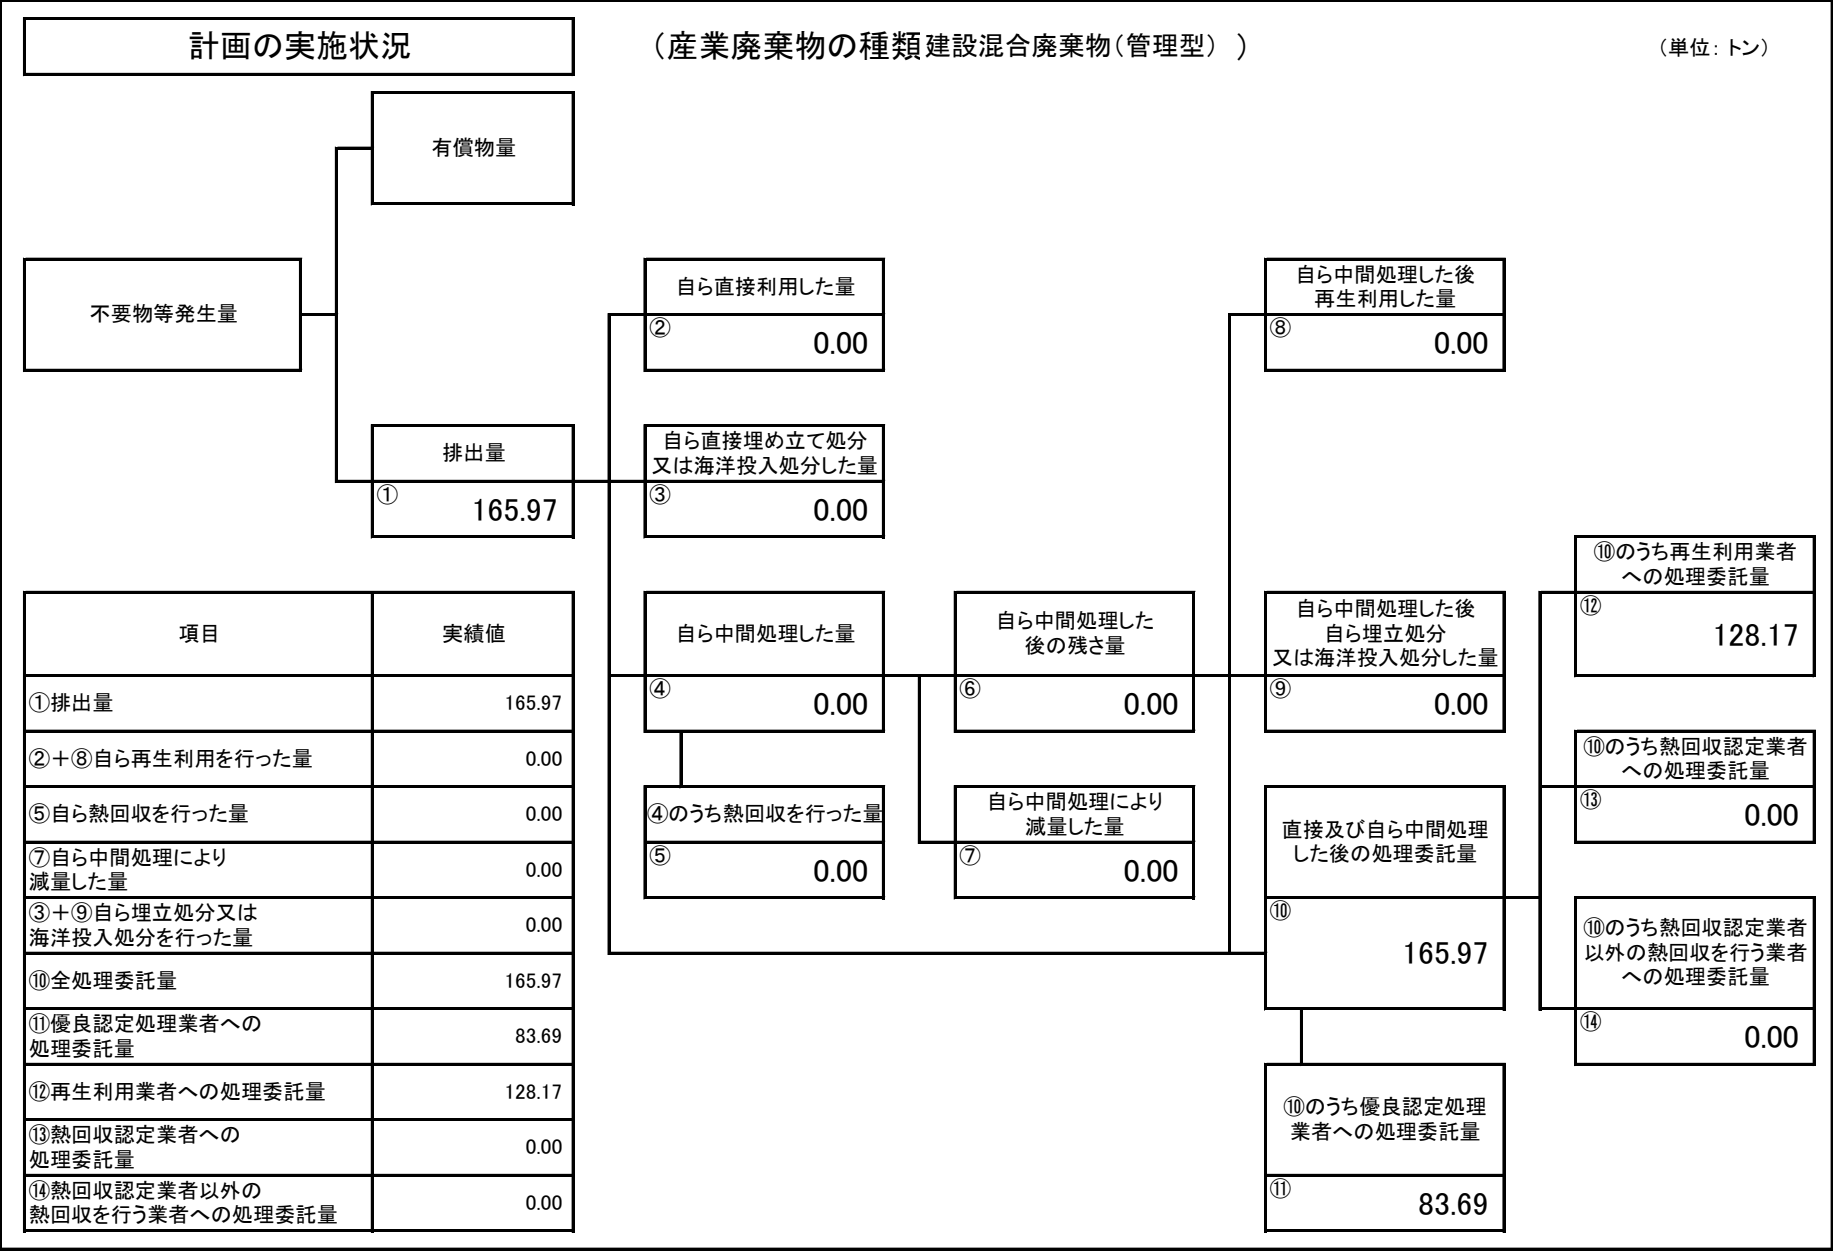 計画の実施状況
（産業廃棄物の種類 建設混合廃棄物（管理型） ）
（単位：トン）
有償物量
不要物等発生量
自ら直接利用した量
②
0.00
自ら中間処理した後
再生利用した量
⑧
0.00
排出量
①
165.97
自ら直接埋め立て処分
又は海洋投入処分した量
③
0.00
⑩のうち再生利用業者
への処理委託量
⑫
128.17
自ら中間処理した量
④
0.00
自ら中間処理した
後の残さ量
⑥
0.00
自ら中間処理した後
自ら埋立処分
又は海洋投入処分した量
⑨
0.00
⑩のうち熱回収認定業者
への処理委託量
⑬
0.00
④のうち熱回収を行った量
⑤
0.00
自ら中間処理により
減量した量
⑦
0.00
直接及び自ら中間処理
した後の処理委託量
⑩
165.97
⑩のうち熱回収認定業者
以外の熱回収を行う業者
への処理委託量
⑭
0.00
⑩のうち優良認定処理
業者への処理委託量
⑪
83.69
項目 実績値
①排出量 165.97
②＋⑧自ら再生利用を行った量 0.00
⑤自ら熱回収を行った量 0.00
⑦自ら中間処理により
減量した量 0.00
③＋⑨自ら埋立処分又は
海洋投入処分を行った量 0.00
⑩全処理委託量 165.97
⑪優良認定処理業者への
処理委託量 83.69
⑫再生利用業者への処理委託量 128.17
⑬熱回収認定業者への
処理委託量 0.00
⑭熱回収認定業者以外の
熱回収を行う業者への処理委託量 0.00